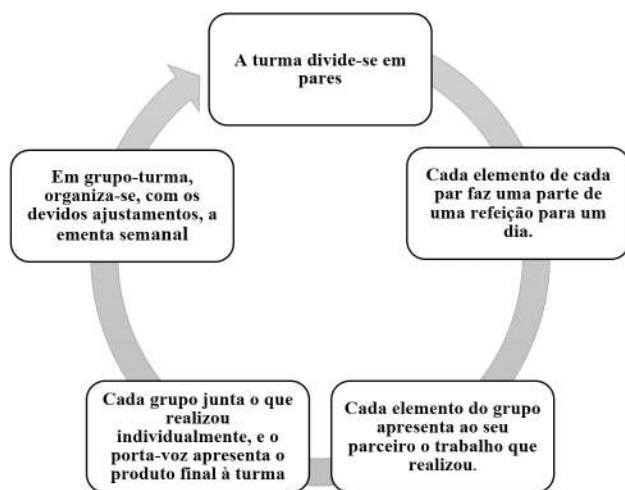 A turma divide-se em
pares
Cada elemento de cada
par faz uma parte de
uma refeição para um
dia.
Cada elemento do grupo
apresenta ao seu
parceiro o trabalho que
realizou.
Cada grupo junta o que
realizou
individualmente, e o
porta-voz apresenta o
produto final à turma
Em grupo-turma,
organiza-se, com os
devidos ajustamentos, a
ementa semanal